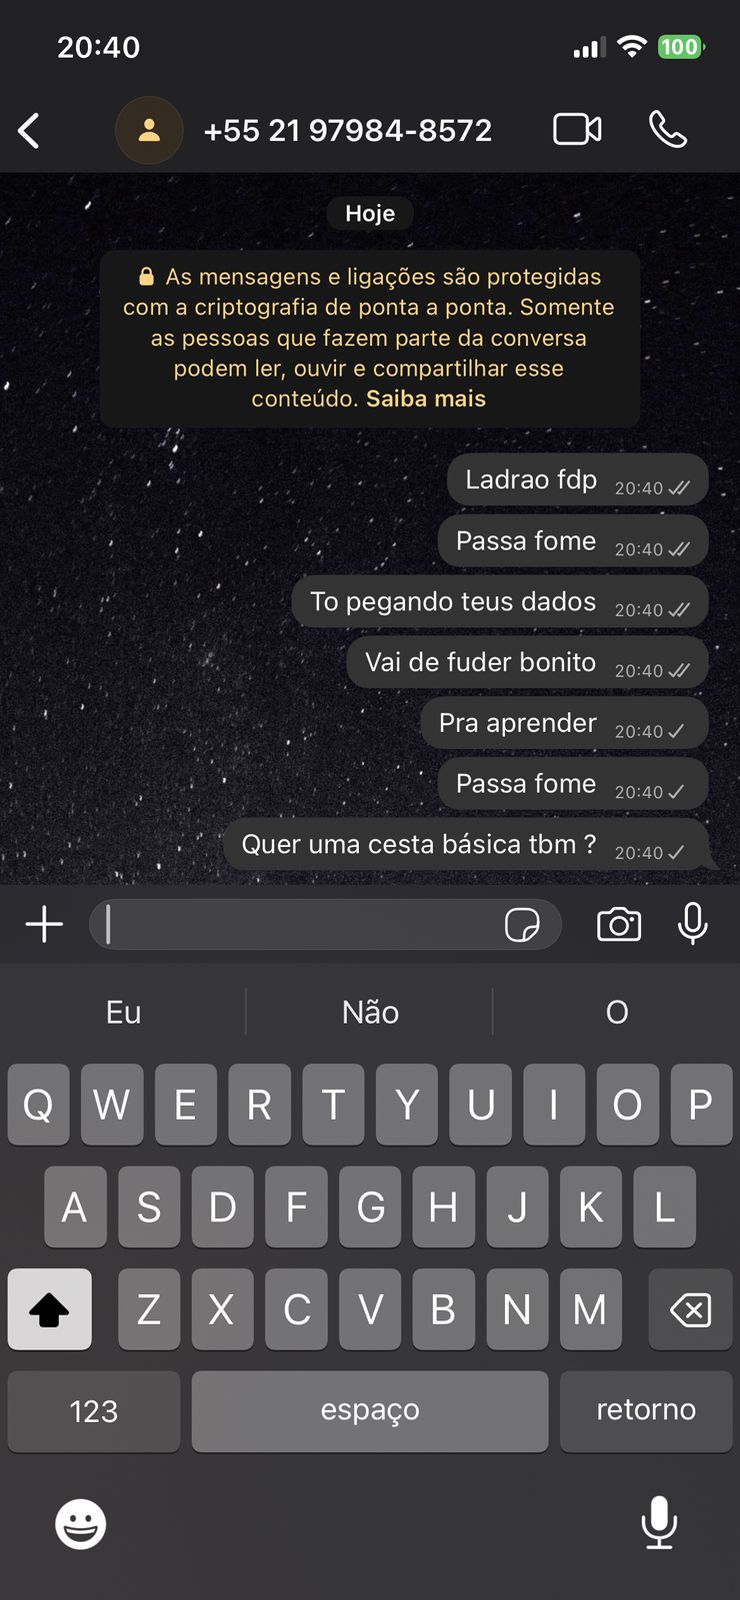 20:40
100
+55 21 97984-8572
Hoje
As mensagens e ligações são protegidas
com a criptografia de ponta a ponta. Somente
as pessoas que fazem parte da conversa
podem ler, ouvir e compartilhar esse
conteúdo. Saiba mais
Ladrao fdp 20:40
Passa fome 20:40
To pegando teus dados 20:40
Vai de fuder bonito 20:40
Pra aprender 20:40
Passa fome 20:40
Quer uma cesta básica tbm ? 20:40
Eu Não O
Q W E R T Y U I O P
A S D F G H J K L
Z X C V B N M
123 espaço retorno